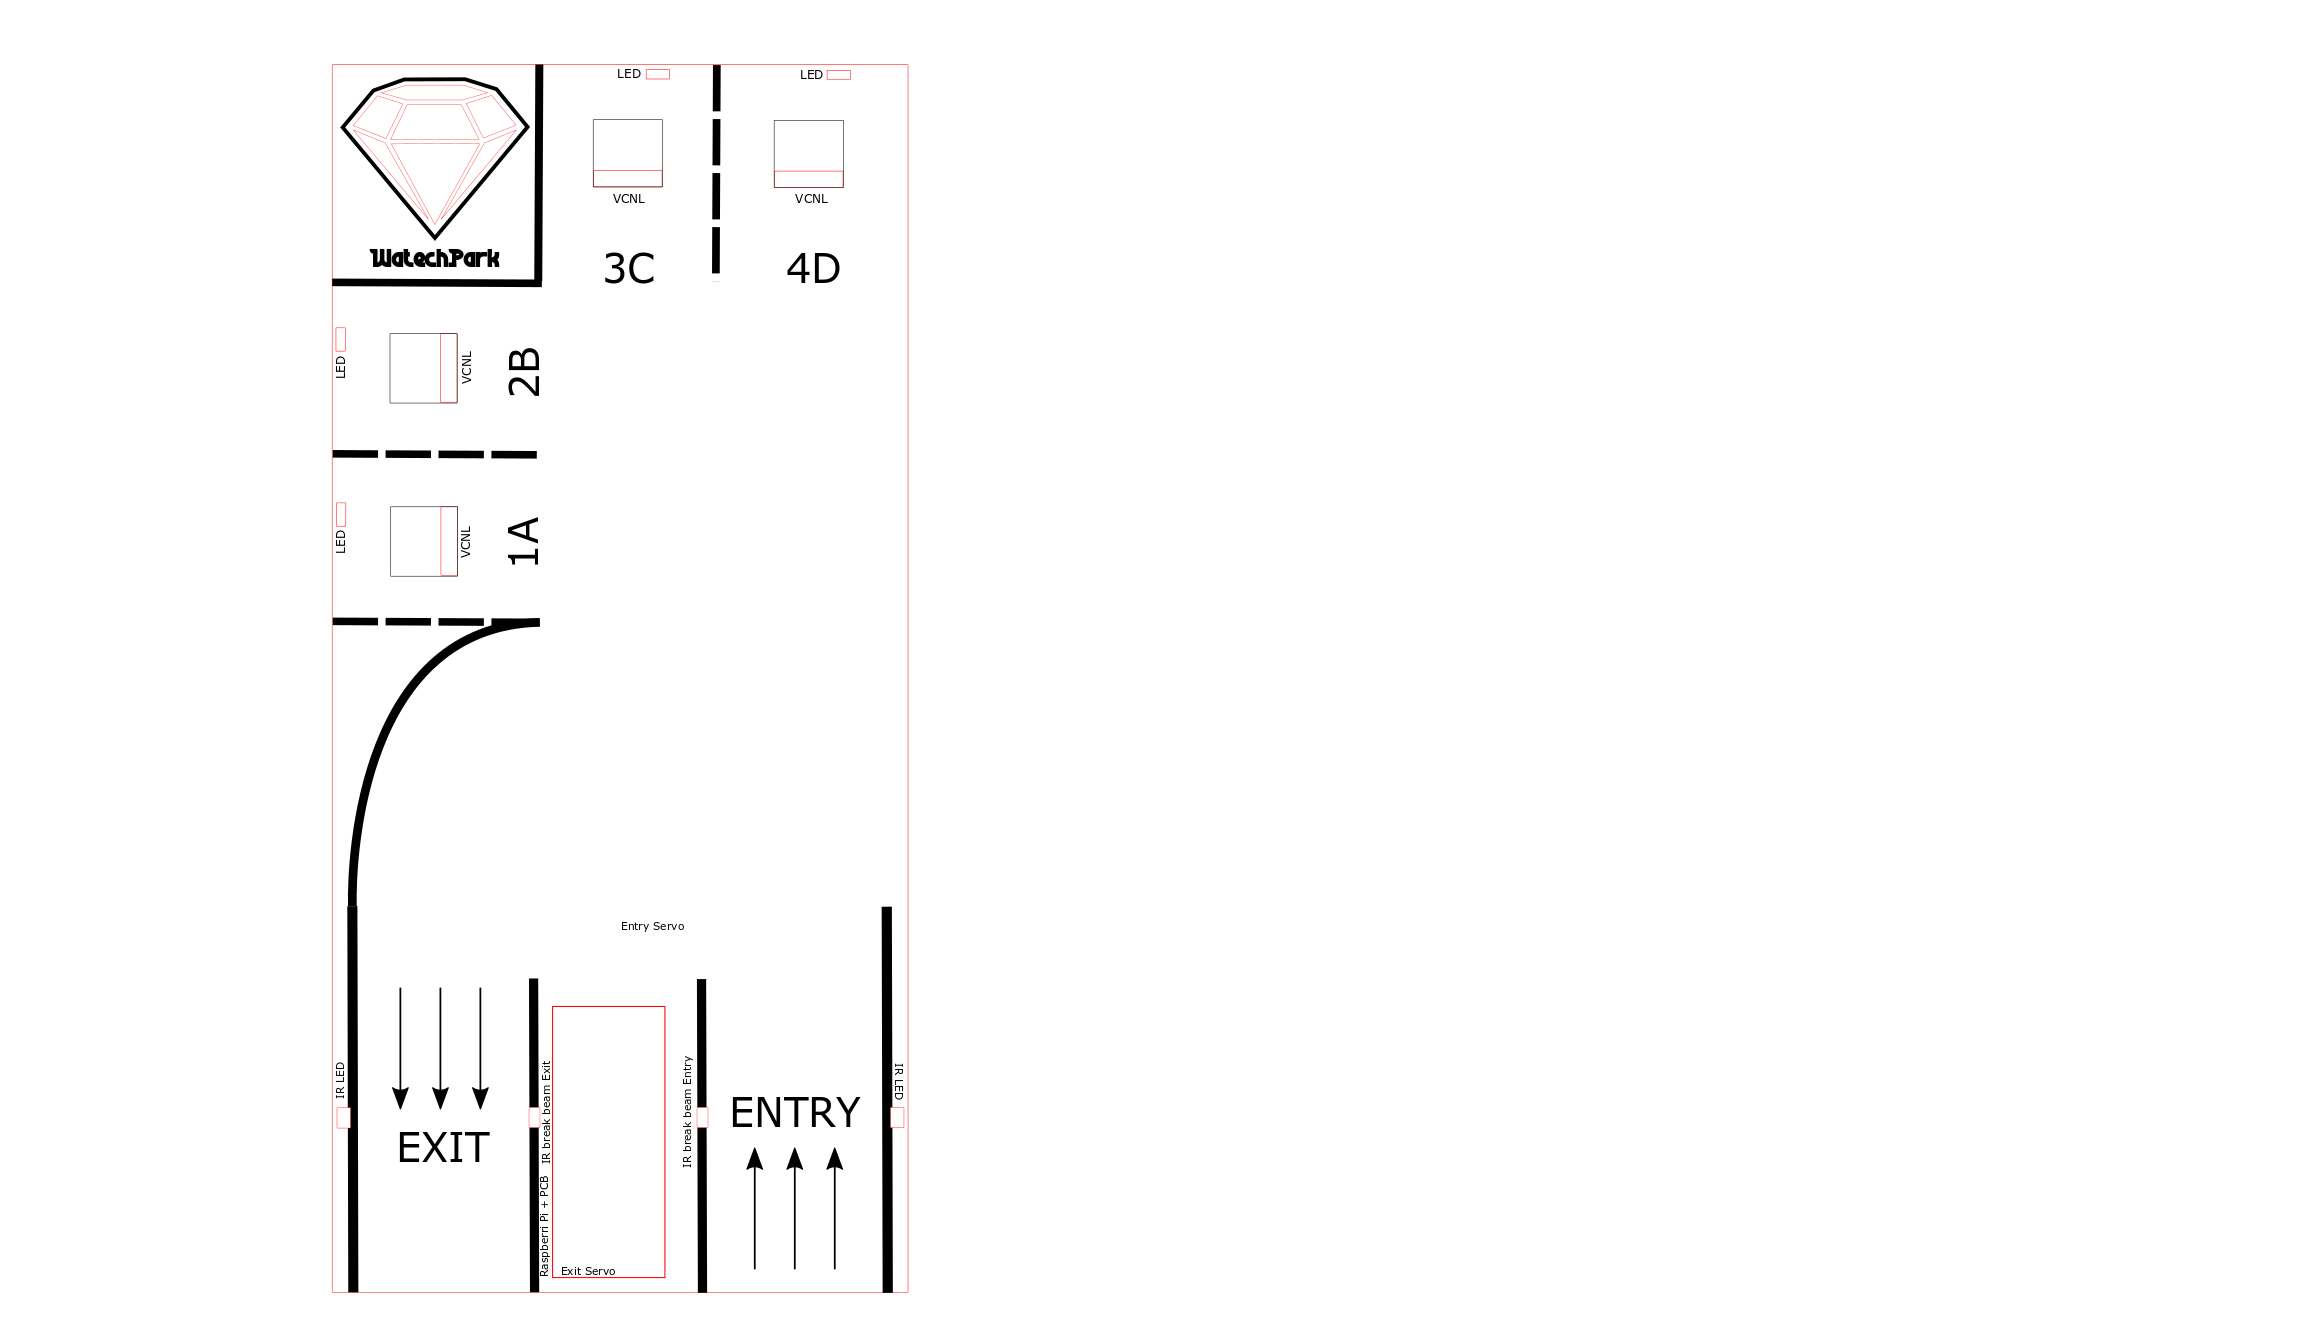 LED
LED
VCNL
VCNL
WatechPark
3C
4D
LED
VCNL
2B
LED
VCNL
1A
Entry Servo
IR LED
IR break beam Exit
IR break beam Entry
IR LED
ENTRY
EXIT
Raspberri Pi + PCB
Exit Servo